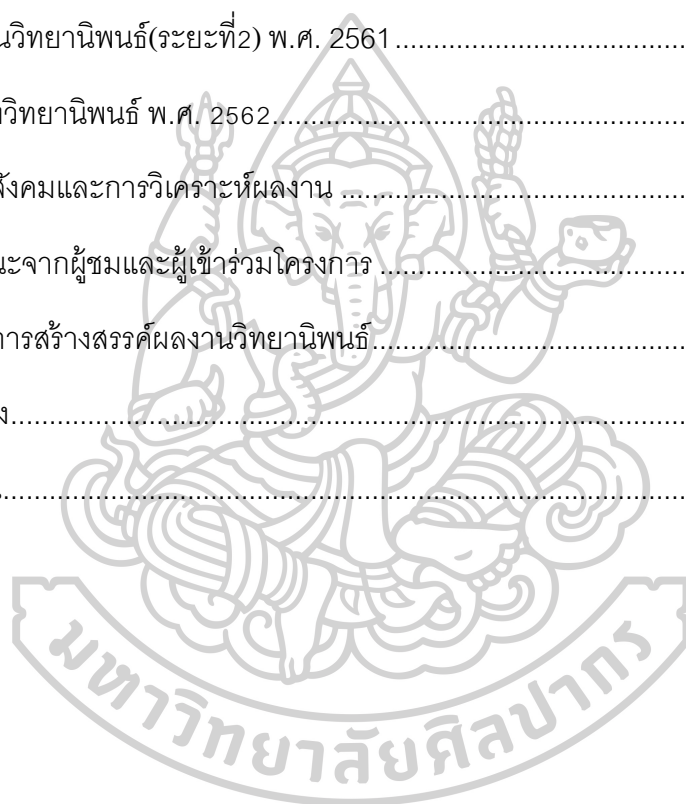 นวิทยานิพนธ์(ระยะที่2) พ.ศ. 2561
วิทยานิพนธ์ พ.ศ. 2562
สังคมและการวิเคราะห์ผลงาน
นะจากผู้ชมและผู้เข้าร่วมโครงการ
การสร้างสรรค์ผลงานวิทยานิพนธ์
ง
มหาวิทยาลัยศิลปากร